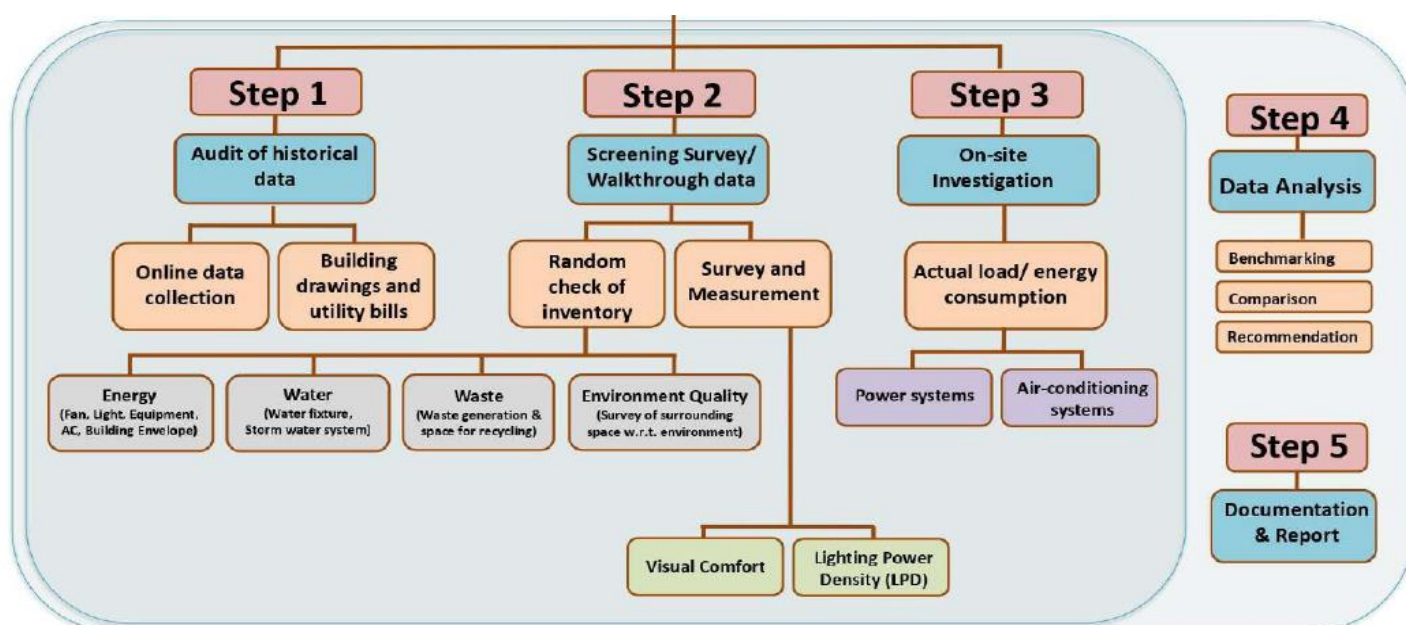 Step 1
Audit of historical
data
Online data
collection
Building
drawings and
utility bills
Step 2
Screening Survey/
Walkthrough data
Random
check of
inventory
Survey and
Measurement
Energy
(Fan, Light, Equipment,
AC, Building Envelope)
Water
(Water fixture,
Storm water system)
Waste
(Waste generation &
space for recycling)
Environment Quality
(Survey of surrounding
space w.r.t. environment)
Visual Comfort
Lighting Power
Density (LPD)
Step 3
On-site
Investigation
Actual load/ energy
consumption
Power systems
Air-conditioning
systems
Step 4
Data Analysis
Benchmarking
Comparison
Recommendation
Step 5
Documentation
& Report